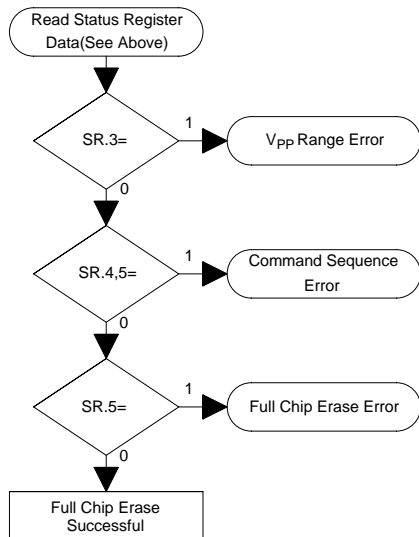 Read Status Register
Data(See Above)
SR.3=
1
VPP Range Error
0
SR.4,5=
1
Command Sequence
Error
0
SR.5=
1
Full Chip Erase Error
0
Full Chip Erase
Successful